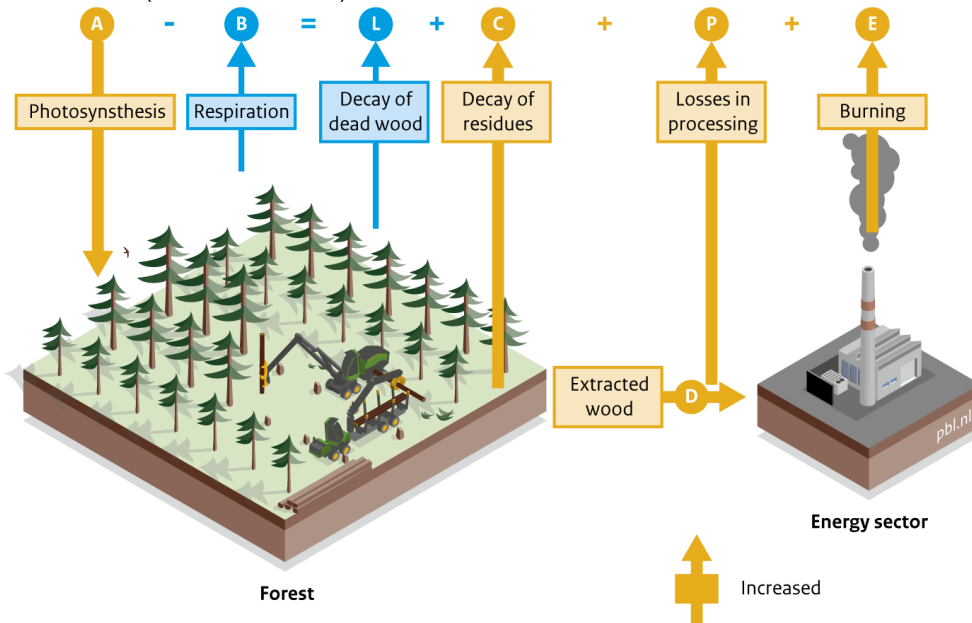 A - B = L + C + P + E
Photosynsthesis
Respiration
Decay of
dead wood
Decay of
residues
Losses in
processing
Burning
Extracted
wood
D
pbl.nl
Energy sector
Forest
Increased